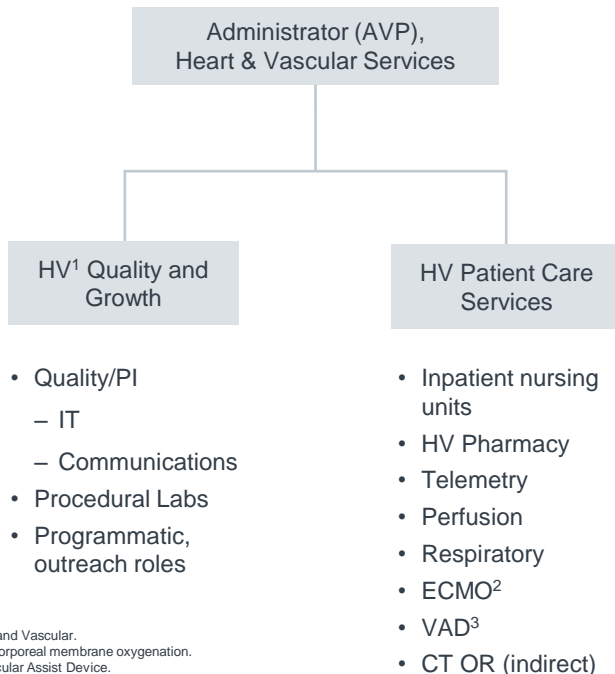 Administrator (AVP),
Heart & Vascular Services
HV¹ Quality and
Growth
• Quality/PI
– IT
– Communications
• Procedural Labs
• Programmatic,
outreach roles
HV Patient Care
Services
• Inpatient nursing
units
• HV Pharmacy
• Telemetry
• Perfusion
• Respiratory
• ECMO²
• VAD³
• CT OR (indirect)
and Vascular.
orporeal membrane oxygenation.
cular Assist Device.